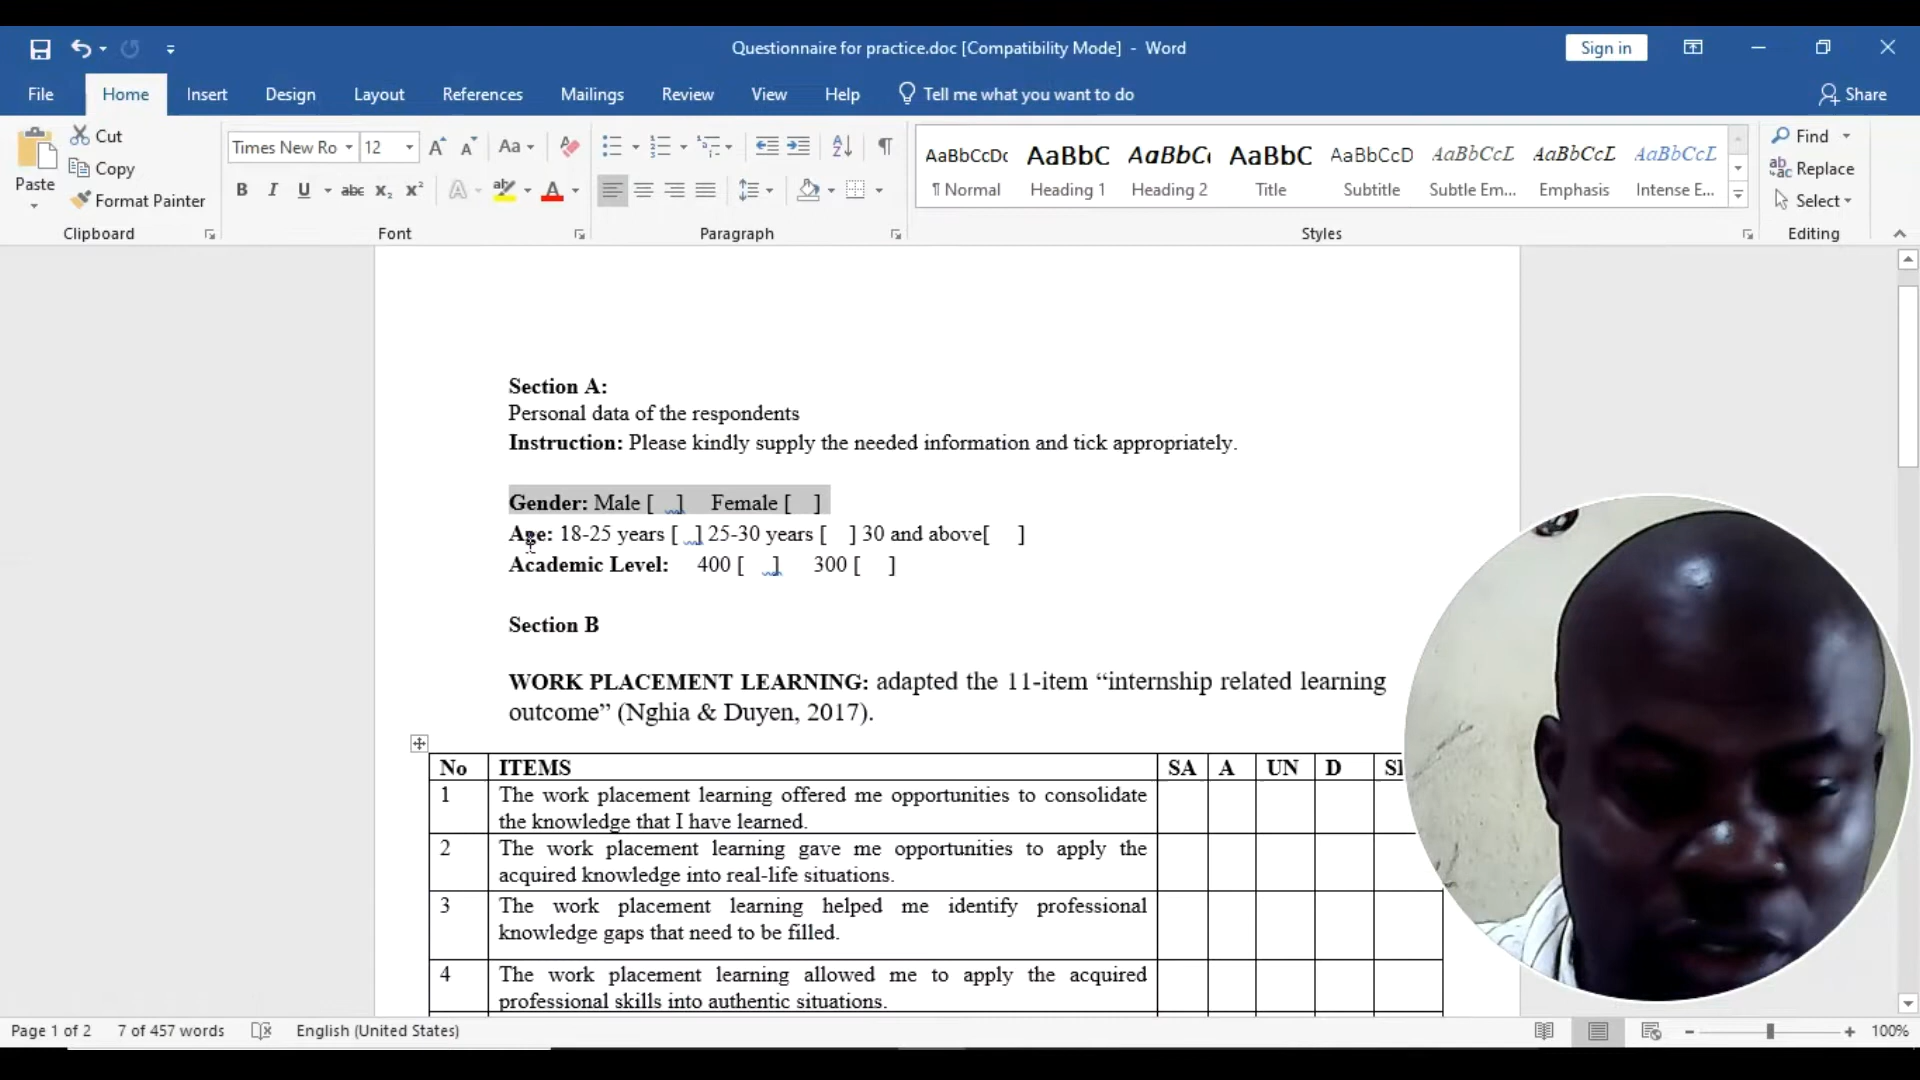 Questionnaire for practice.doc [Compatibility Mode] - Word
Sign in
File Home Insert Design Layout References Mailings Review View Help Tell me what you want to do Share
Paste
Cut
Copy
Format Painter
Clipboard
Times New Ro 12
Font
Paragraph
AaBbCcDc AaBbC AaBbC AaBbC AaBbCcD AaBbCcL AaBbCcL AaBbCcL
¶ Normal Heading 1 Heading 2 Title Subtitle Subtle Em... Emphasis Intense E...
Styles
Find
Replace
Select
Editing
Section A:
Personal data of the respondents
Instruction: Please kindly supply the needed information and tick appropriately.
Gender: Male [ ] Female [ ]
Age: 18-25 years [ ] 25-30 years [ ] 30 and above[ ]
Academic Level: 400 [ ] 300 [ ]
Section B
WORK PLACEMENT LEARNING: adapted the 11-item “internship related learning
outcome” (Nghia & Duyen, 2017).
No ITEMS SA A UN D
1 The work placement learning offered me opportunities to consolidate
the knowledge that I have learned.
2 The work placement learning gave me opportunities to apply the
acquired knowledge into real-life situations.
3 The work placement learning helped me identify professional
knowledge gaps that need to be filled.
4 The work placement learning allowed me to apply the acquired
professional skills into authentic situations.
Page 1 of 2 7 of 457 words English (United States) 100%